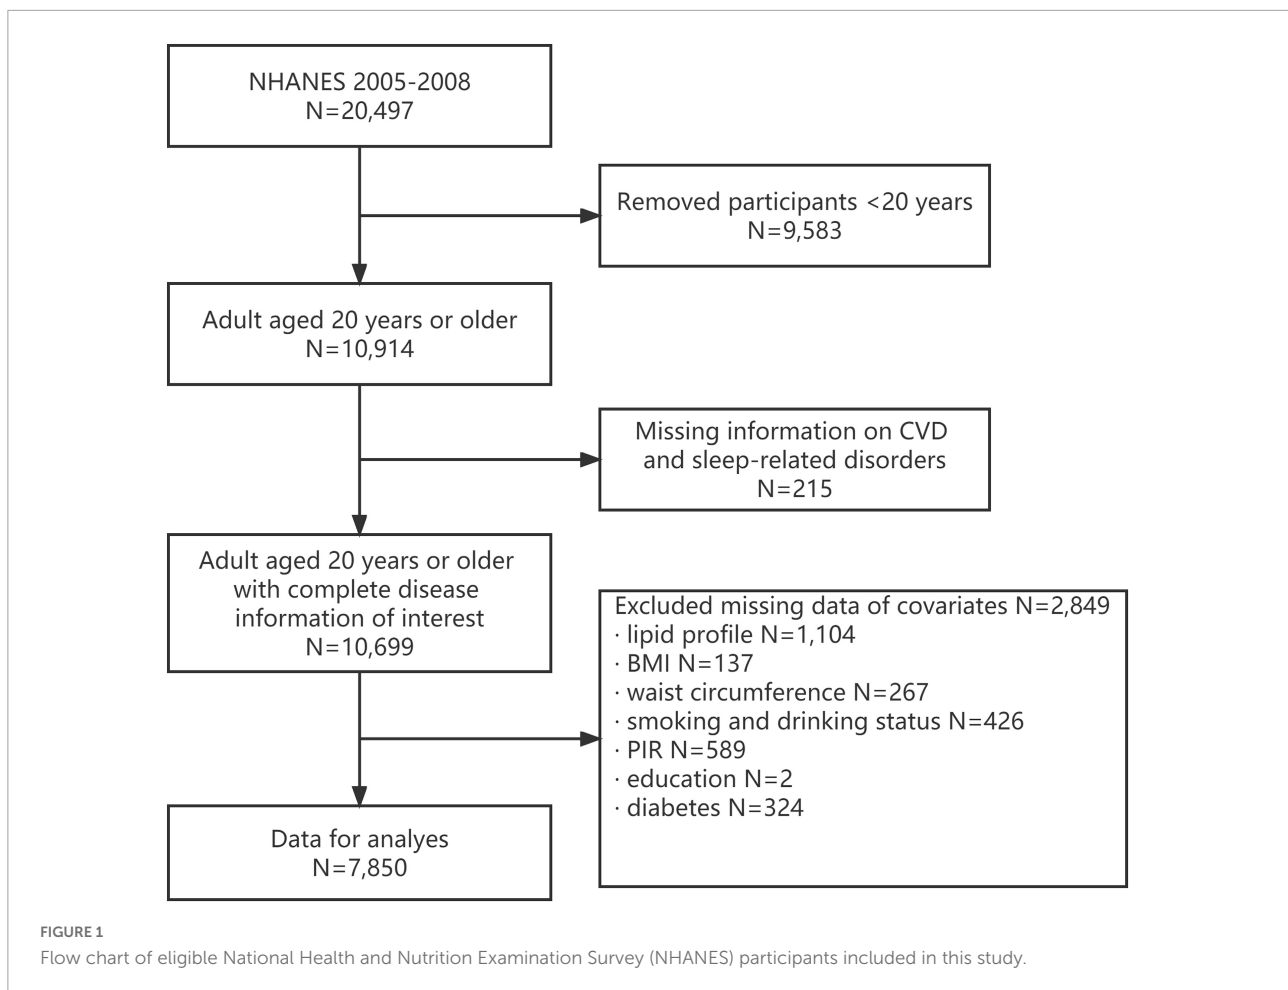 NHANES 2005-2008
N=20,497
Removed participants <20 years
N=9,583
Adult aged 20 years or older
N=10,914
Missing information on CVD
and sleep-related disorders
N=215
Adult aged 20 years or older
with complete disease
information of interest
N=10,699
Excluded missing data of covariates N=2,849
· lipid profile N=1,104
· BMI N=137
· waist circumference N=267
· smoking and drinking status N=426
· PIR N=589
· education N=2
· diabetes N=324
Data for analyes
N=7,850
FIGURE 1
Flow chart of eligible National Health and Nutrition Examination Survey (NHANES) participants included in this study.